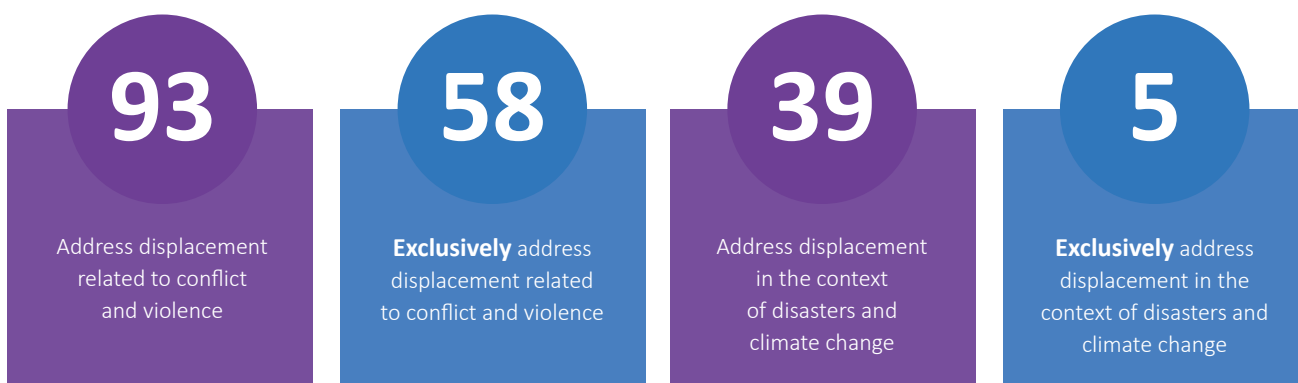 93
Address displacement
related to conflict
and violence
58
Exclusively address
displacement related
to conflict and violence
39
Address displacement
in the context
of disasters and
climate change
5
Exclusively address
displacement in the
context of disasters and
climate change